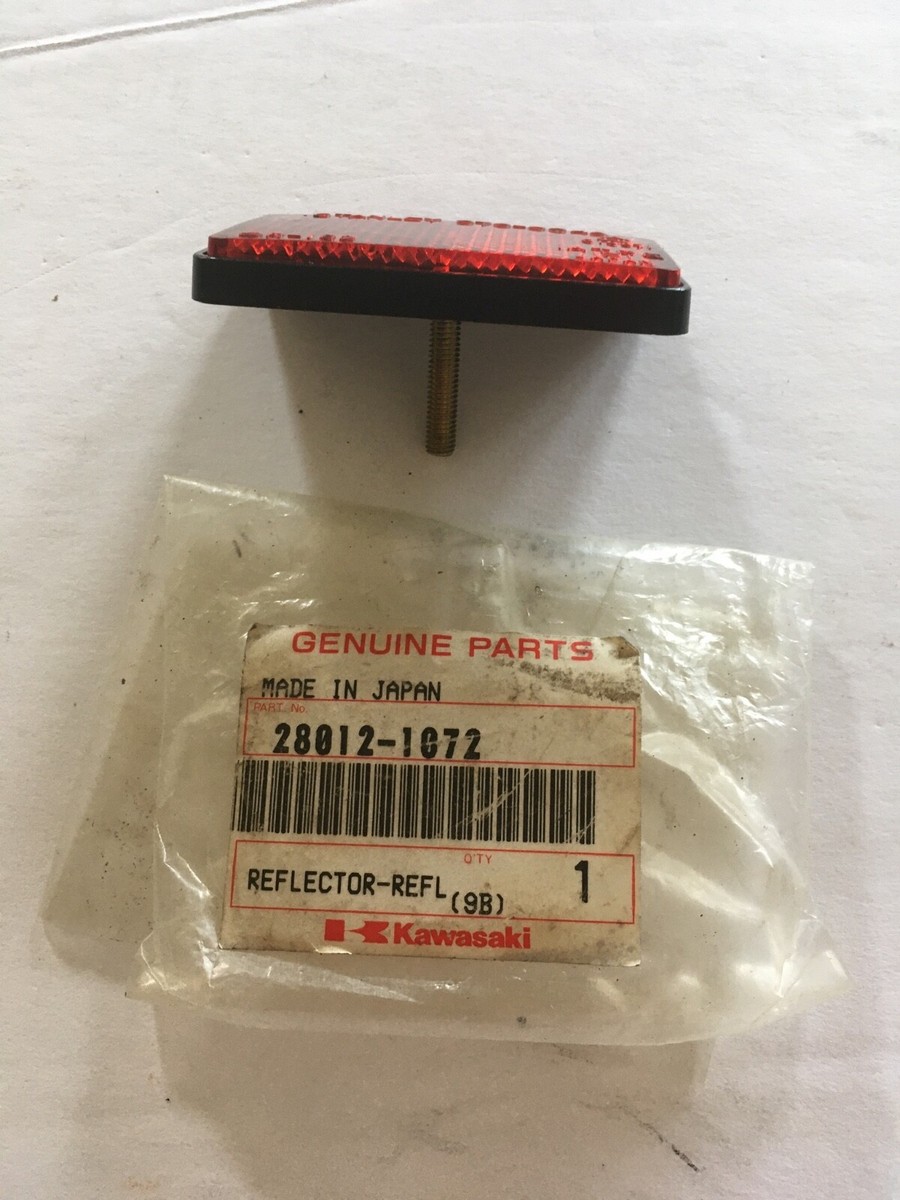 GENUINE PARTS
MADE IN JAPAN
PART. No.
28012-1072
Q'TY
REFLECTOR-REFL (9B) 1
Kawasaki